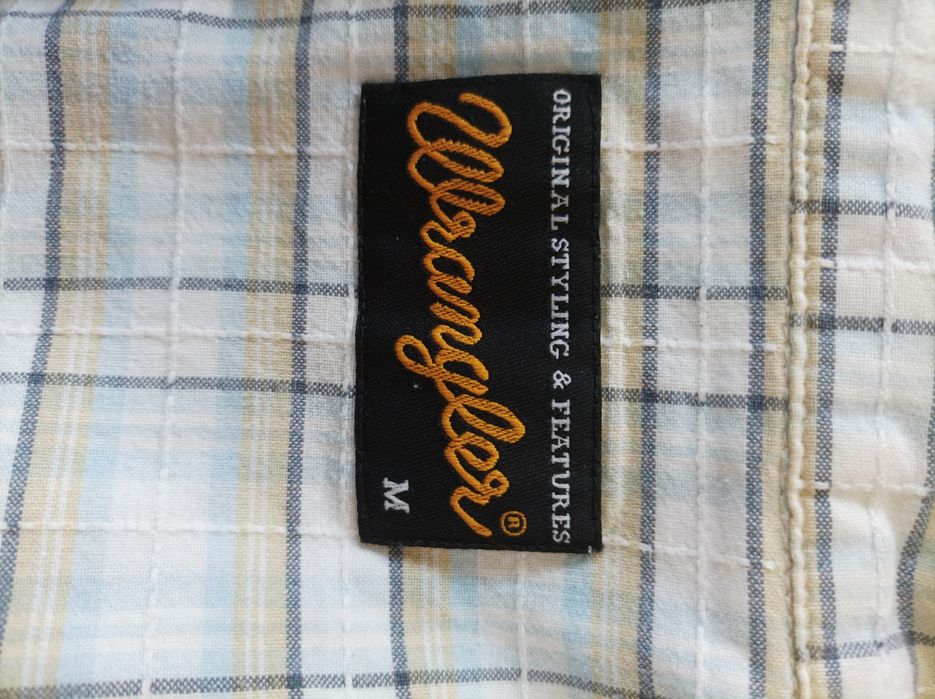 ORIGINAL STYLING & FEATURES
Wrangler®
M